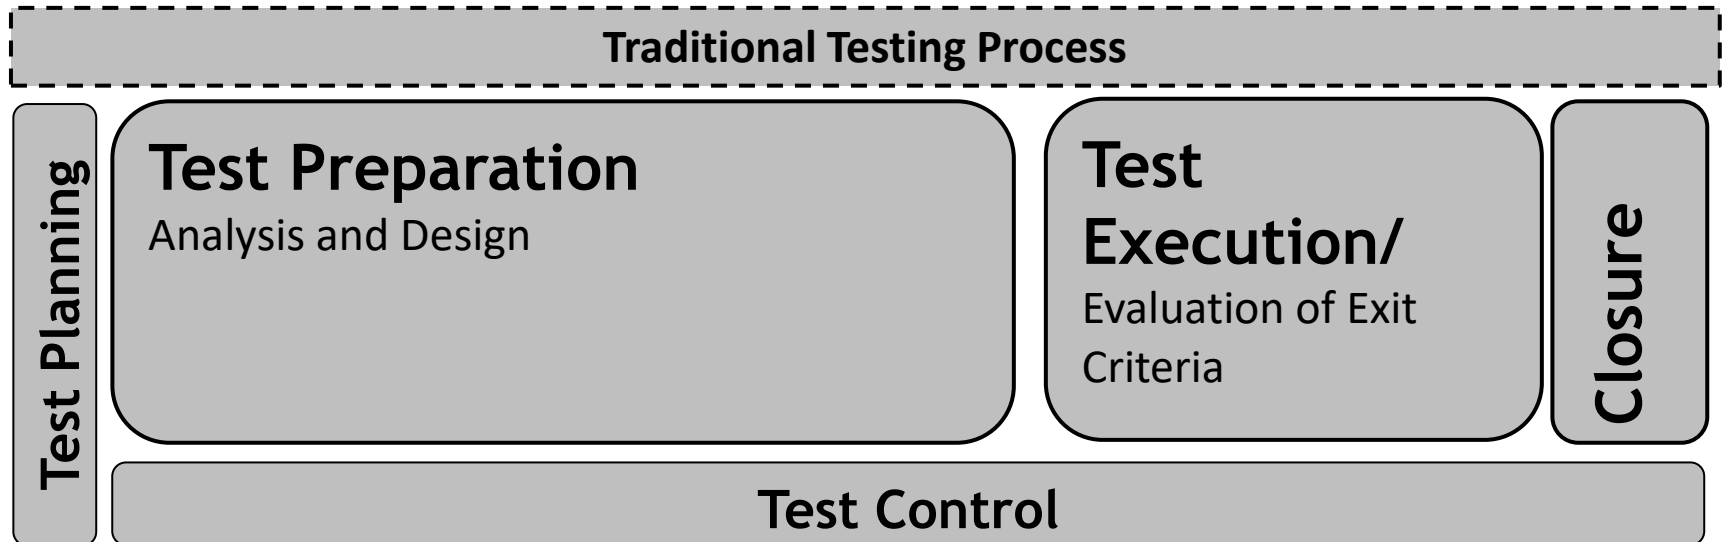 Traditional Testing Process
Test Planning
Test Preparation
Analysis and Design
Test
Execution/
Evaluation of Exit
Criteria
Closure
Test Control